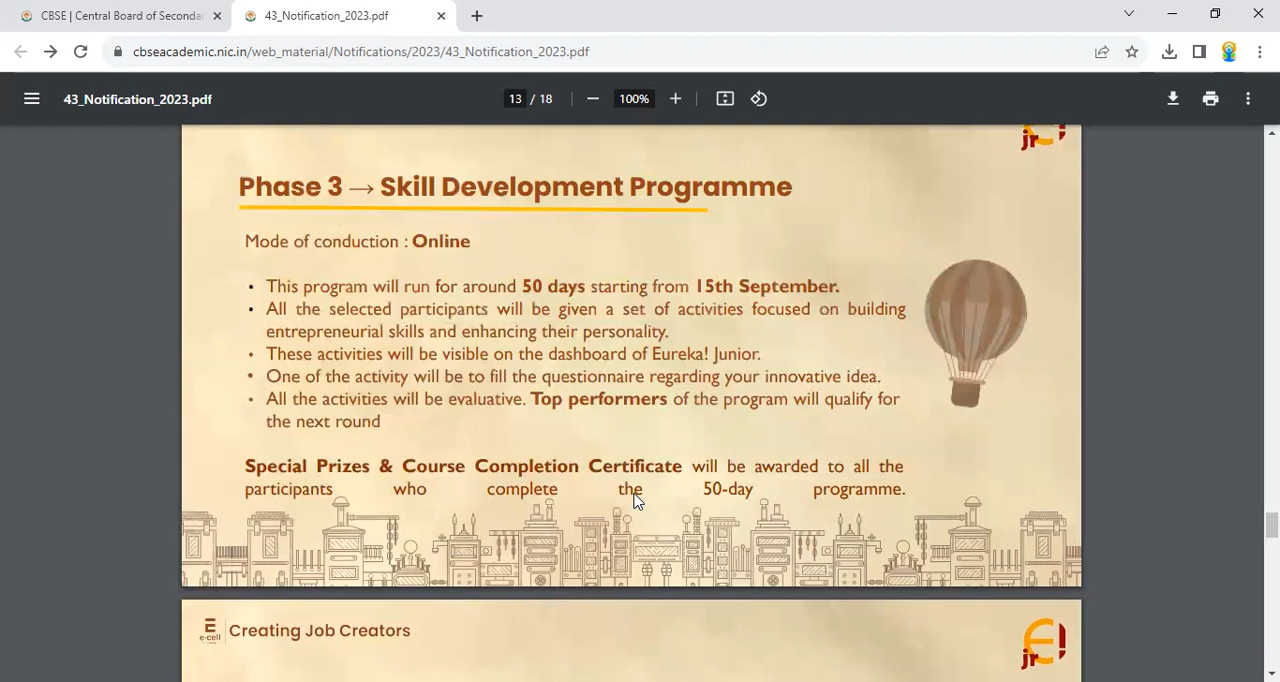 CBSE | Central Board of Secondar
43_Notification_2023.pdf
cbseacademic.nic.in/web_material/Notifications/2023/43_Notification_2023.pdf
43_Notification_2023.pdf
13 / 18
100%
jr
Phase 3 → Skill Development Programme
Mode of conduction : Online
• This program will run for around 50 days starting from 15th September.
• All the selected participants will be given a set of activities focused on building
entrepreneurial skills and enhancing their personality.
• These activities will be visible on the dashboard of Eureka! Junior.
• One of the activity will be to fill the questionnaire regarding your innovative idea.
• All the activities will be evaluative. Top performers of the program will qualify for
the next round
Special Prizes & Course Completion Certificate will be awarded to all the
participants who complete the 50-day programme.
E
e-cell
Creating Job Creators
E!
jr